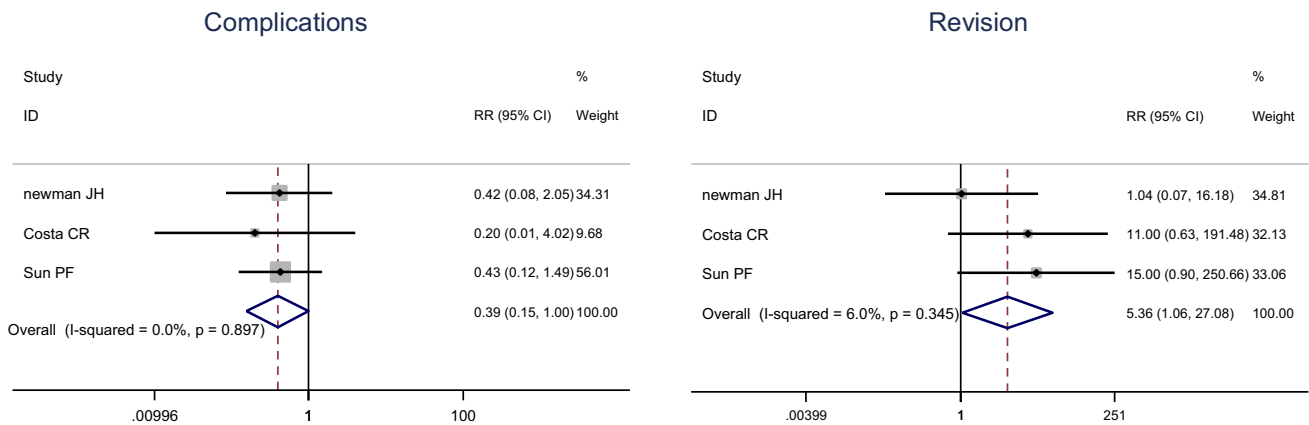 Complications
Study %
ID RR (95% CI) Weight
newman JH 0.42 (0.08, 2.05) 34.31
Costa CR 0.20 (0.01, 4.02) 9.68
Sun PF 0.43 (0.12, 1.49) 56.01
Overall (I-squared = 0.0%, p = 0.897) 0.39 (0.15, 1.00) 100.00
.00996 1 100
Revision
Study %
ID RR (95% CI) Weight
newman JH 1.04 (0.07, 16.18) 34.81
Costa CR 11.00 (0.63, 191.48) 32.13
Sun PF 15.00 (0.90, 250.66) 33.06
Overall (I-squared = 6.0%, p = 0.345) 5.36 (1.06, 27.08) 100.00
.00399 1 251